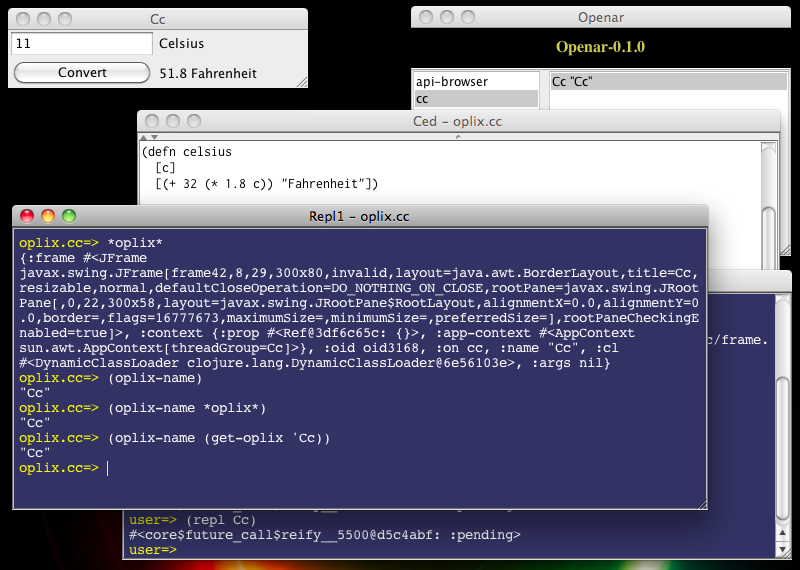 Cc
11
Celsius
Convert
51.8 Fahrenheit
Openar
Openar-0.1.0
api-browser
cc
Cc "Cc"
Ced - oplix.cc
(defn celsius
[c]
[(+ 32 (* 1.8 c)) "Fahrenheit"])
Repl1 - oplix.cc
oplix.cc=> *oplix*
{:frame #<JFrame
javax.swing.JFrame[frame42,8,29,300x80,invalid,layout=java.awt.BorderLayout,title=Cc,
resizable,normal,defaultCloseOperation=DO_NOTHING_ON_CLOSE,rootPane=javax.swing.JRoot
Pane[,0,22,300x58,layout=javax.swing.JRootPane$RootLayout,alignmentX=0.0,alignmentY=0
.0,border=,flags=16777673,maximumSize=,minimumSize=,preferredSize=],rootPaneCheckingE
nabled=true]>, :context {:prop #<Ref@3df6c65c: {}>, :app-context #<AppContext
sun.awt.AppContext[threadGroup=Cc]>}, :oid oid3168, :on cc, :name "Cc", :cl
#<DynamicClassLoader clojure.lang.DynamicClassLoader@6e56103e>, :args nil}
oplix.cc=> (oplix-name)
"Cc"
oplix.cc=> (oplix-name *oplix*)
"Cc"
oplix.cc=> (oplix-name (get-oplix 'Cc))
"Cc"
oplix.cc=>
c/frame.
user=> (repl Cc)
#<core$future_call$reify__5500@d5c4abf: :pending>
user=>